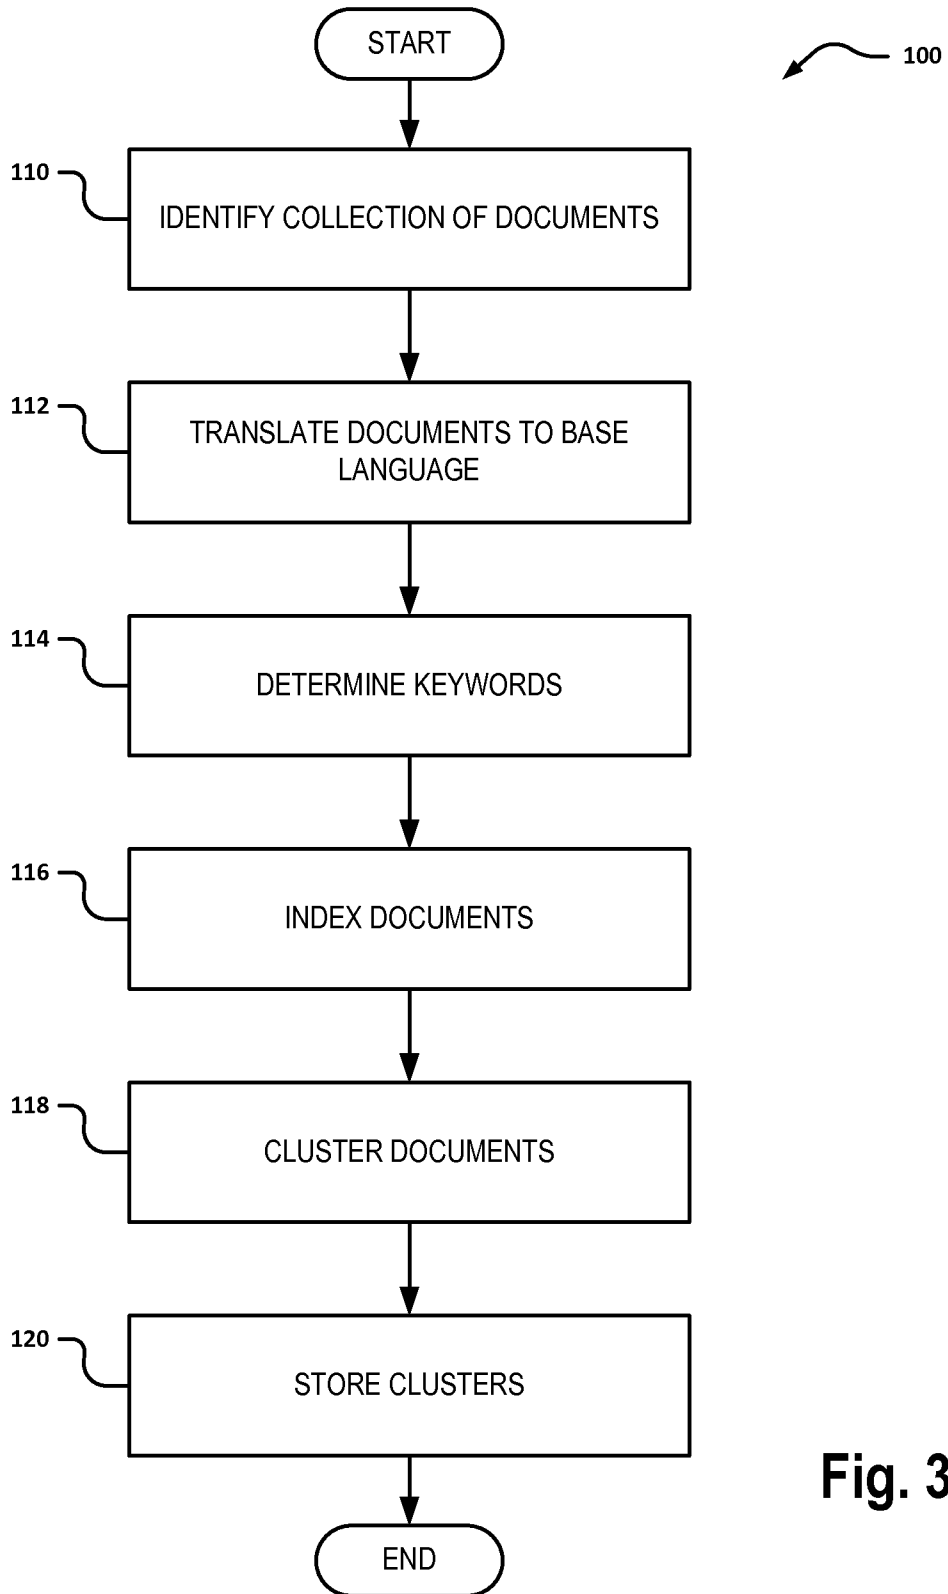 START
100
110
IDENTIFY COLLECTION OF DOCUMENTS
112
TRANSLATE DOCUMENTS TO BASE
LANGUAGE
114
DETERMINE KEYWORDS
116
INDEX DOCUMENTS
118
CLUSTER DOCUMENTS
120
STORE CLUSTERS
Fig. 3
END